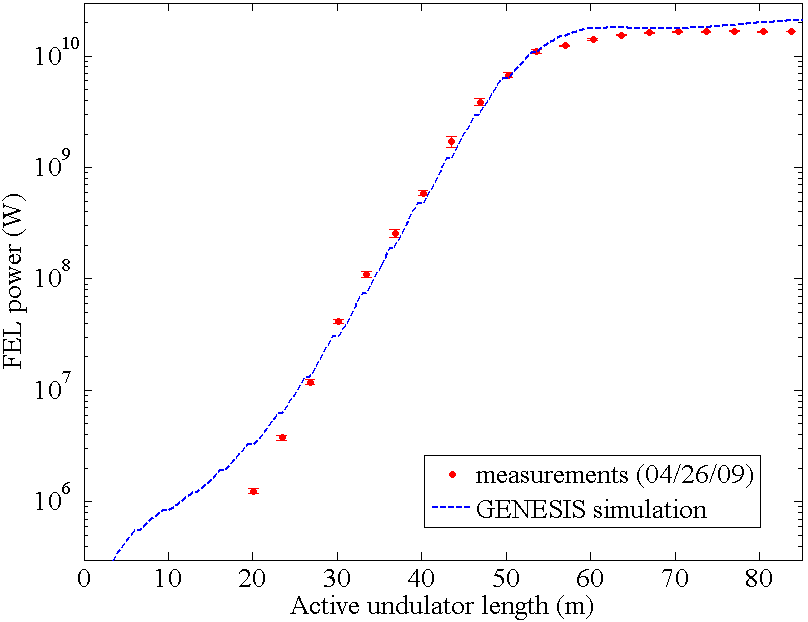 10^10
10^9
10^8
10^7
10^6
FEL power (W)
measurements (04/26/09)
GENESIS simulation
0 10 20 30 40 50 60 70 80
Active undulator length (m)